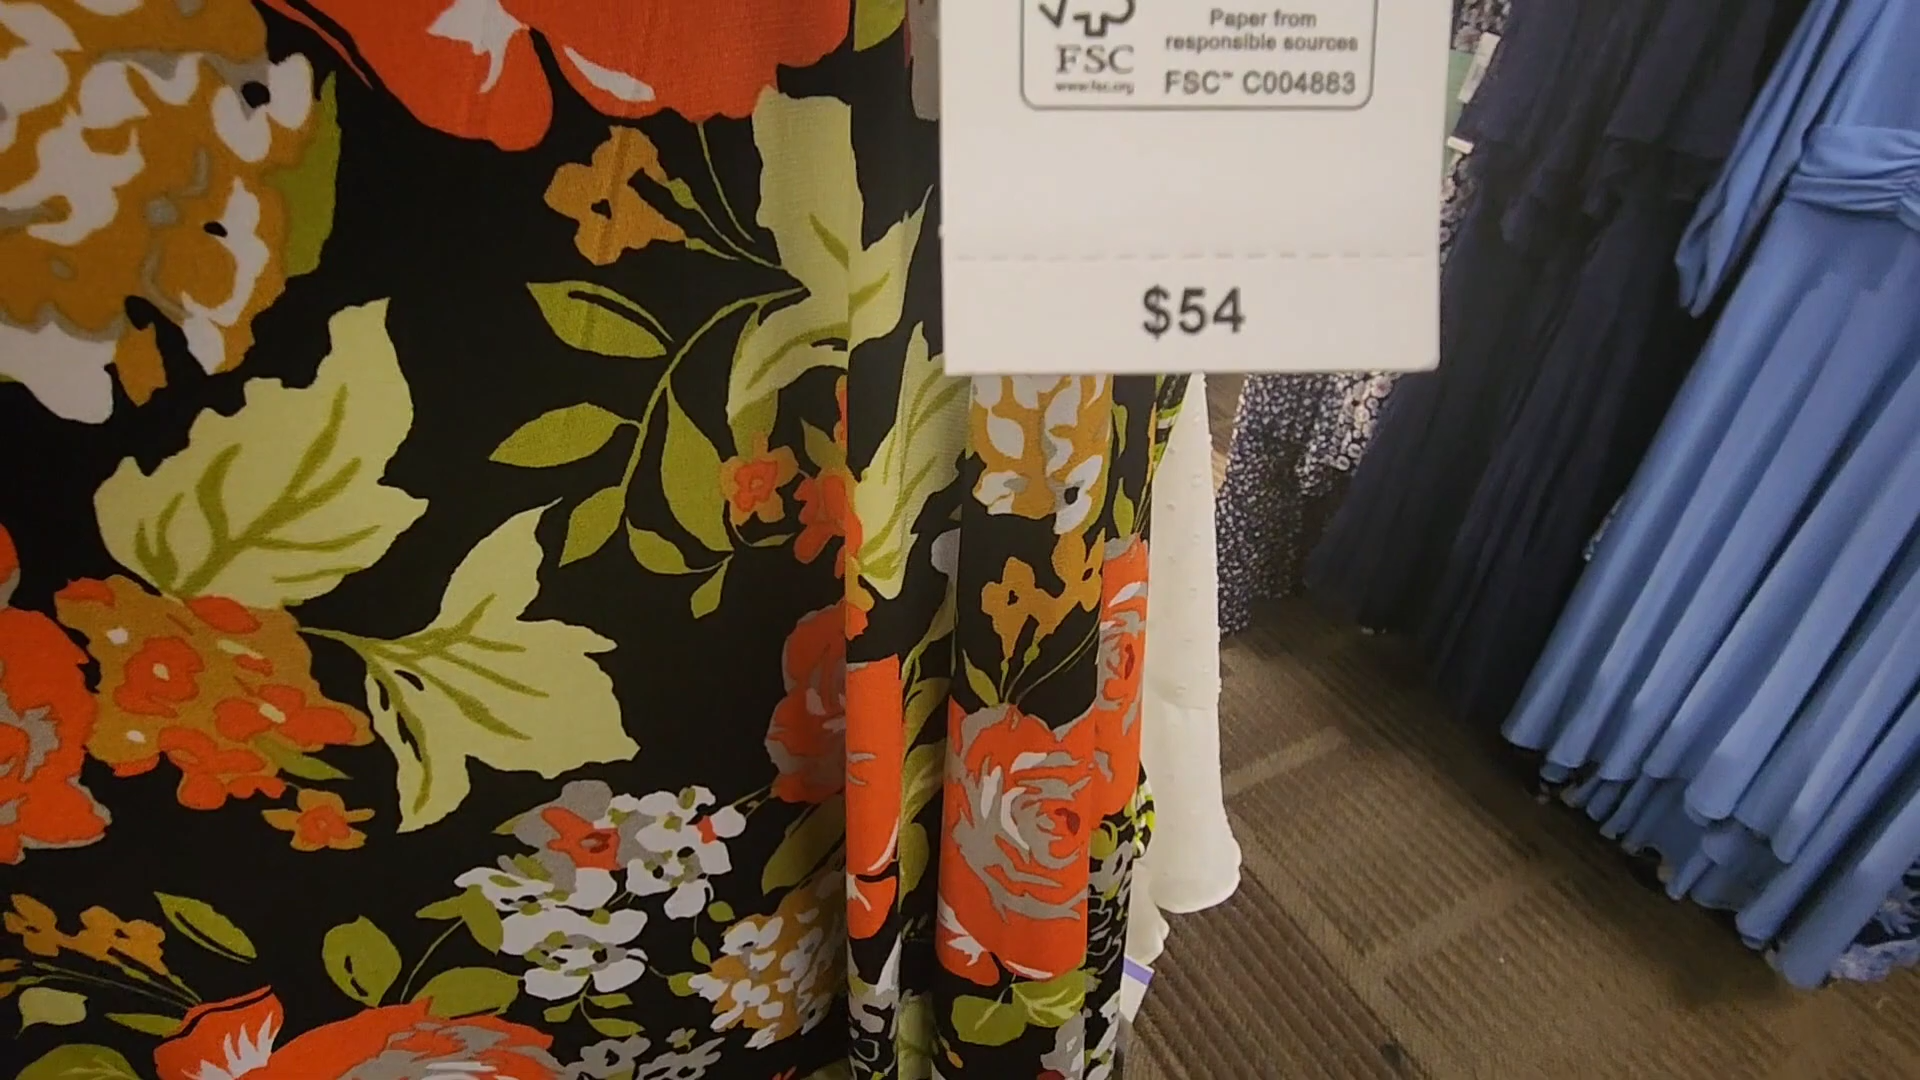 Paper from
responsible sources
FSC
www.fsc.org
FSC™ C004883
$54